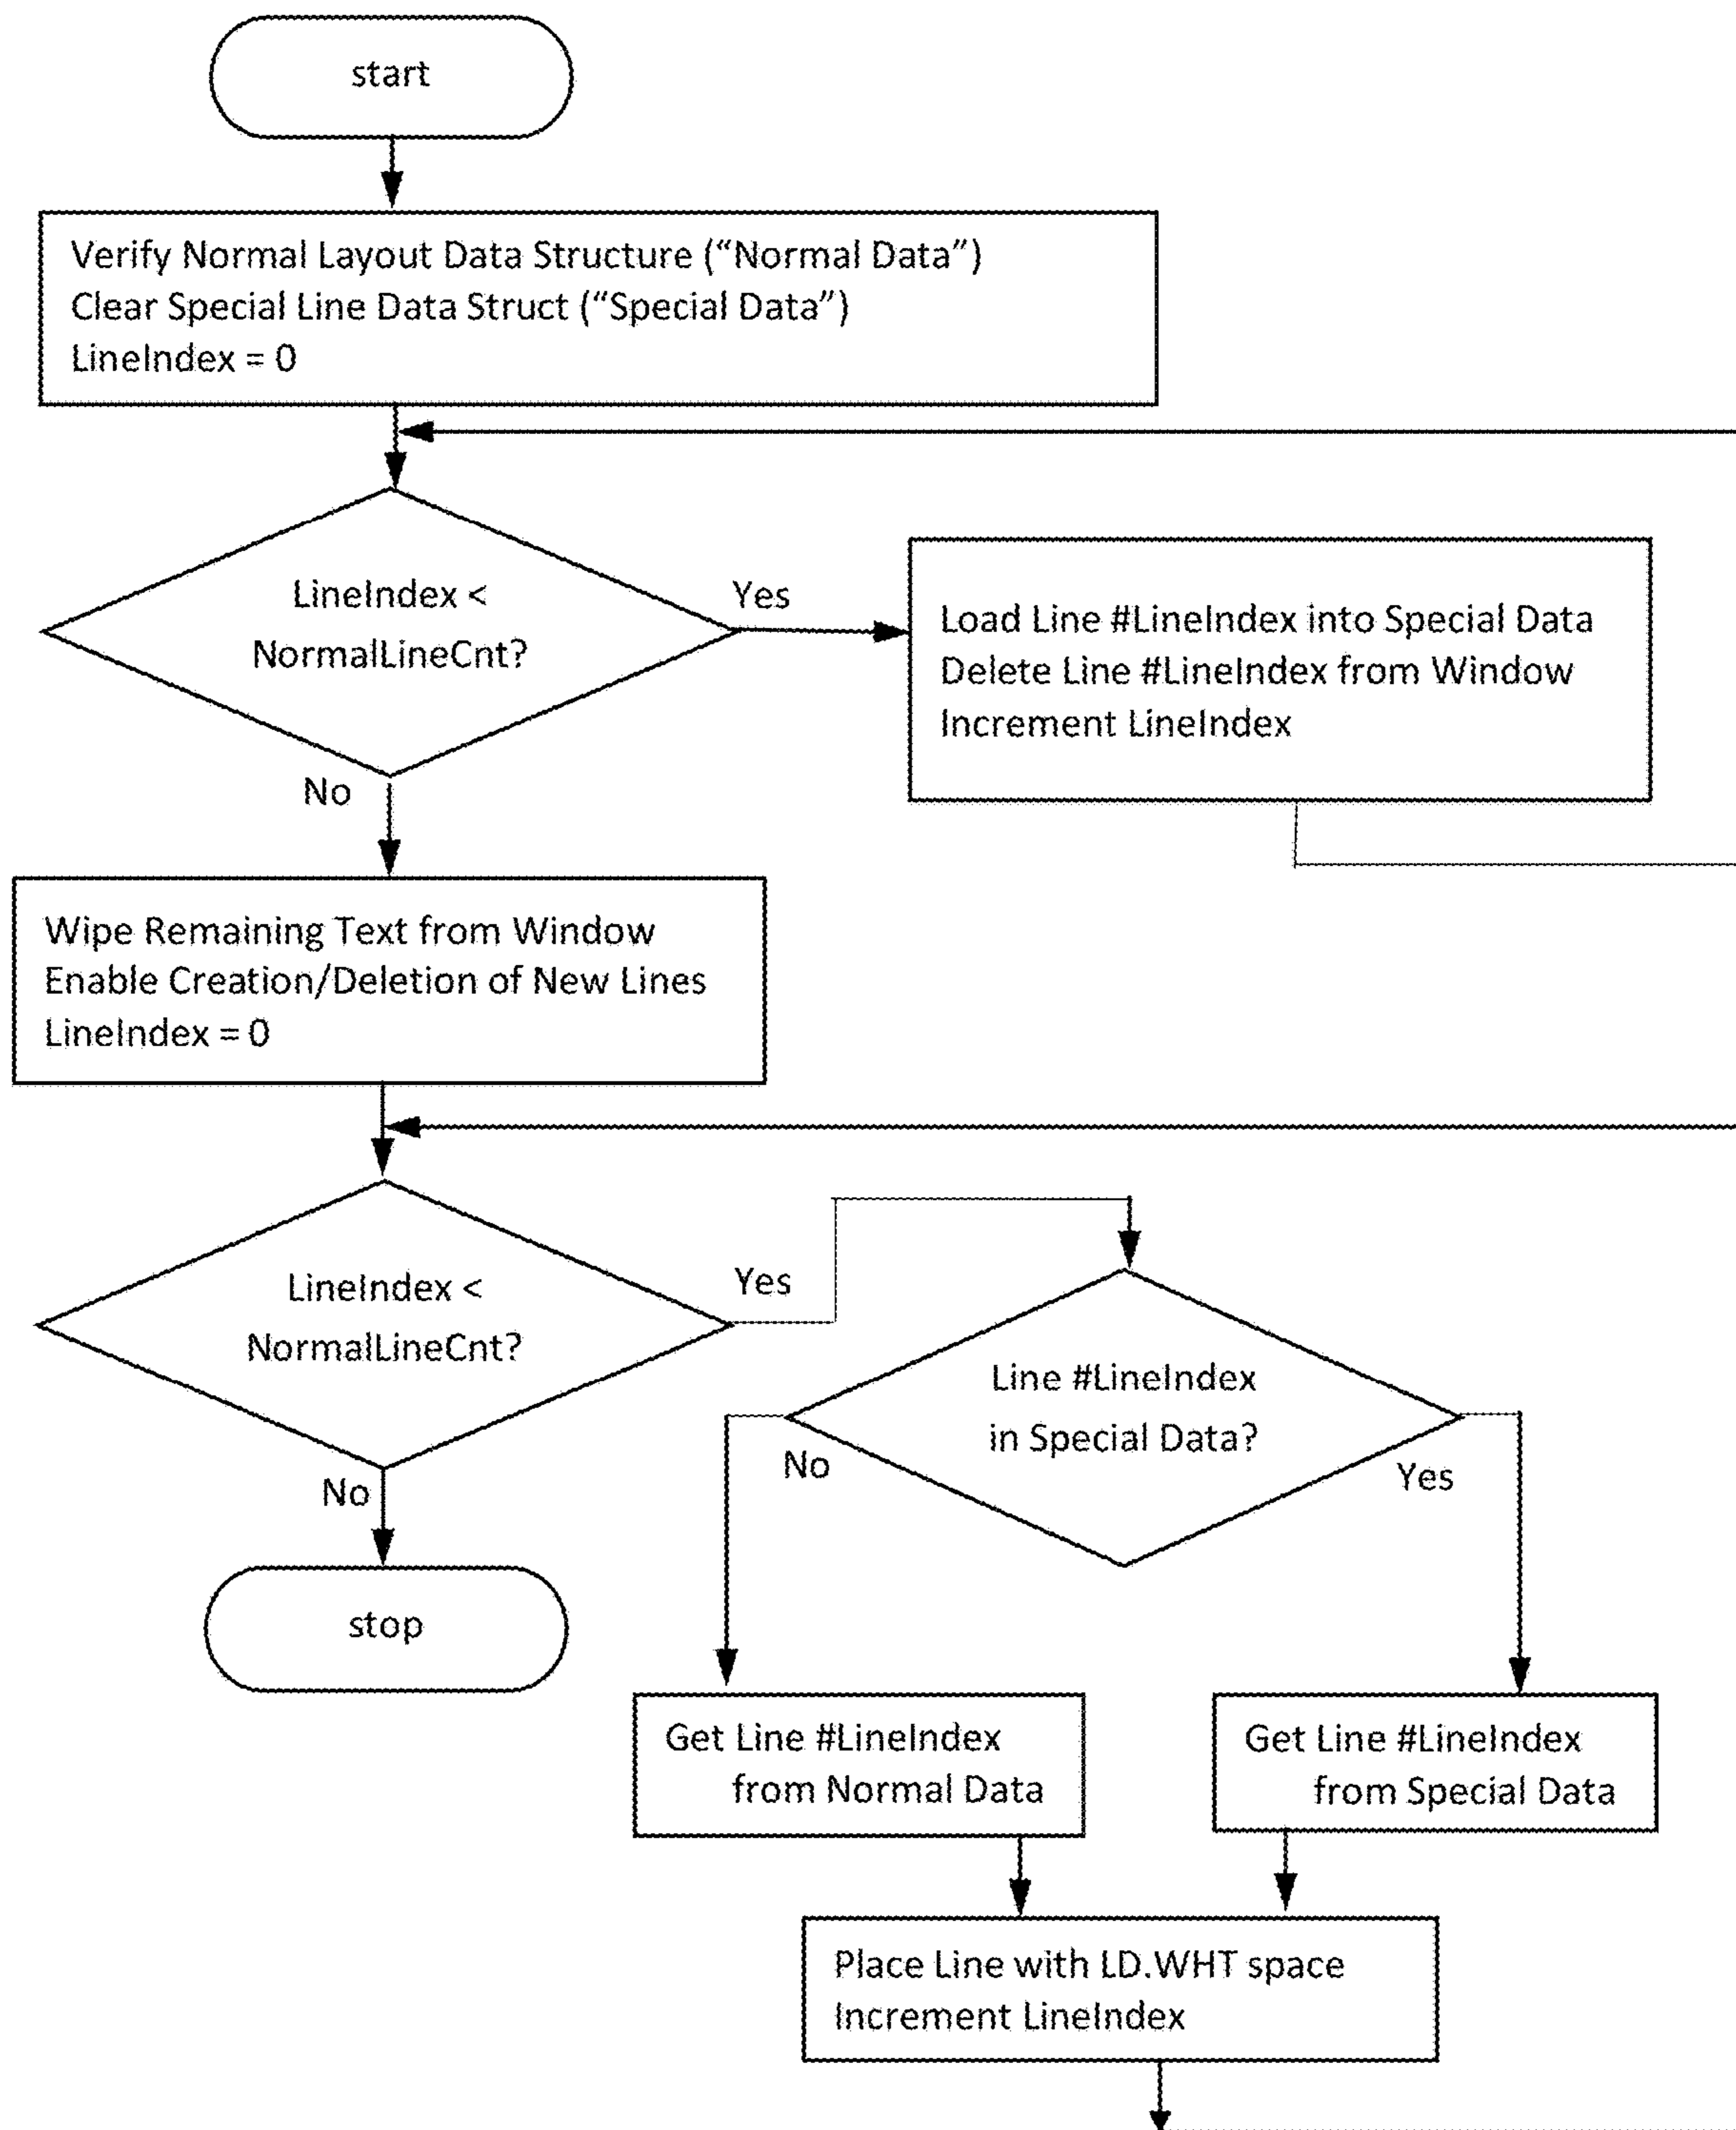 start
Verify Normal Layout Data Structure (“Normal Data”)
Clear Special Line Data Struct (“Special Data”)
LineIndex = 0
LineIndex <
NormalLineCnt?
Yes
No
Load Line #LineIndex into Special Data
Delete Line #LineIndex from Window
Increment LineIndex
Wipe Remaining Text from Window
Enable Creation/Deletion of New Lines
LineIndex = 0
LineIndex <
NormalLineCnt?
Yes
No
stop
Line #LineIndex
in Special Data?
No
Yes
Get Line #LineIndex
from Normal Data
Get Line #LineIndex
from Special Data
Place Line with LD.WHT space
Increment LineIndex